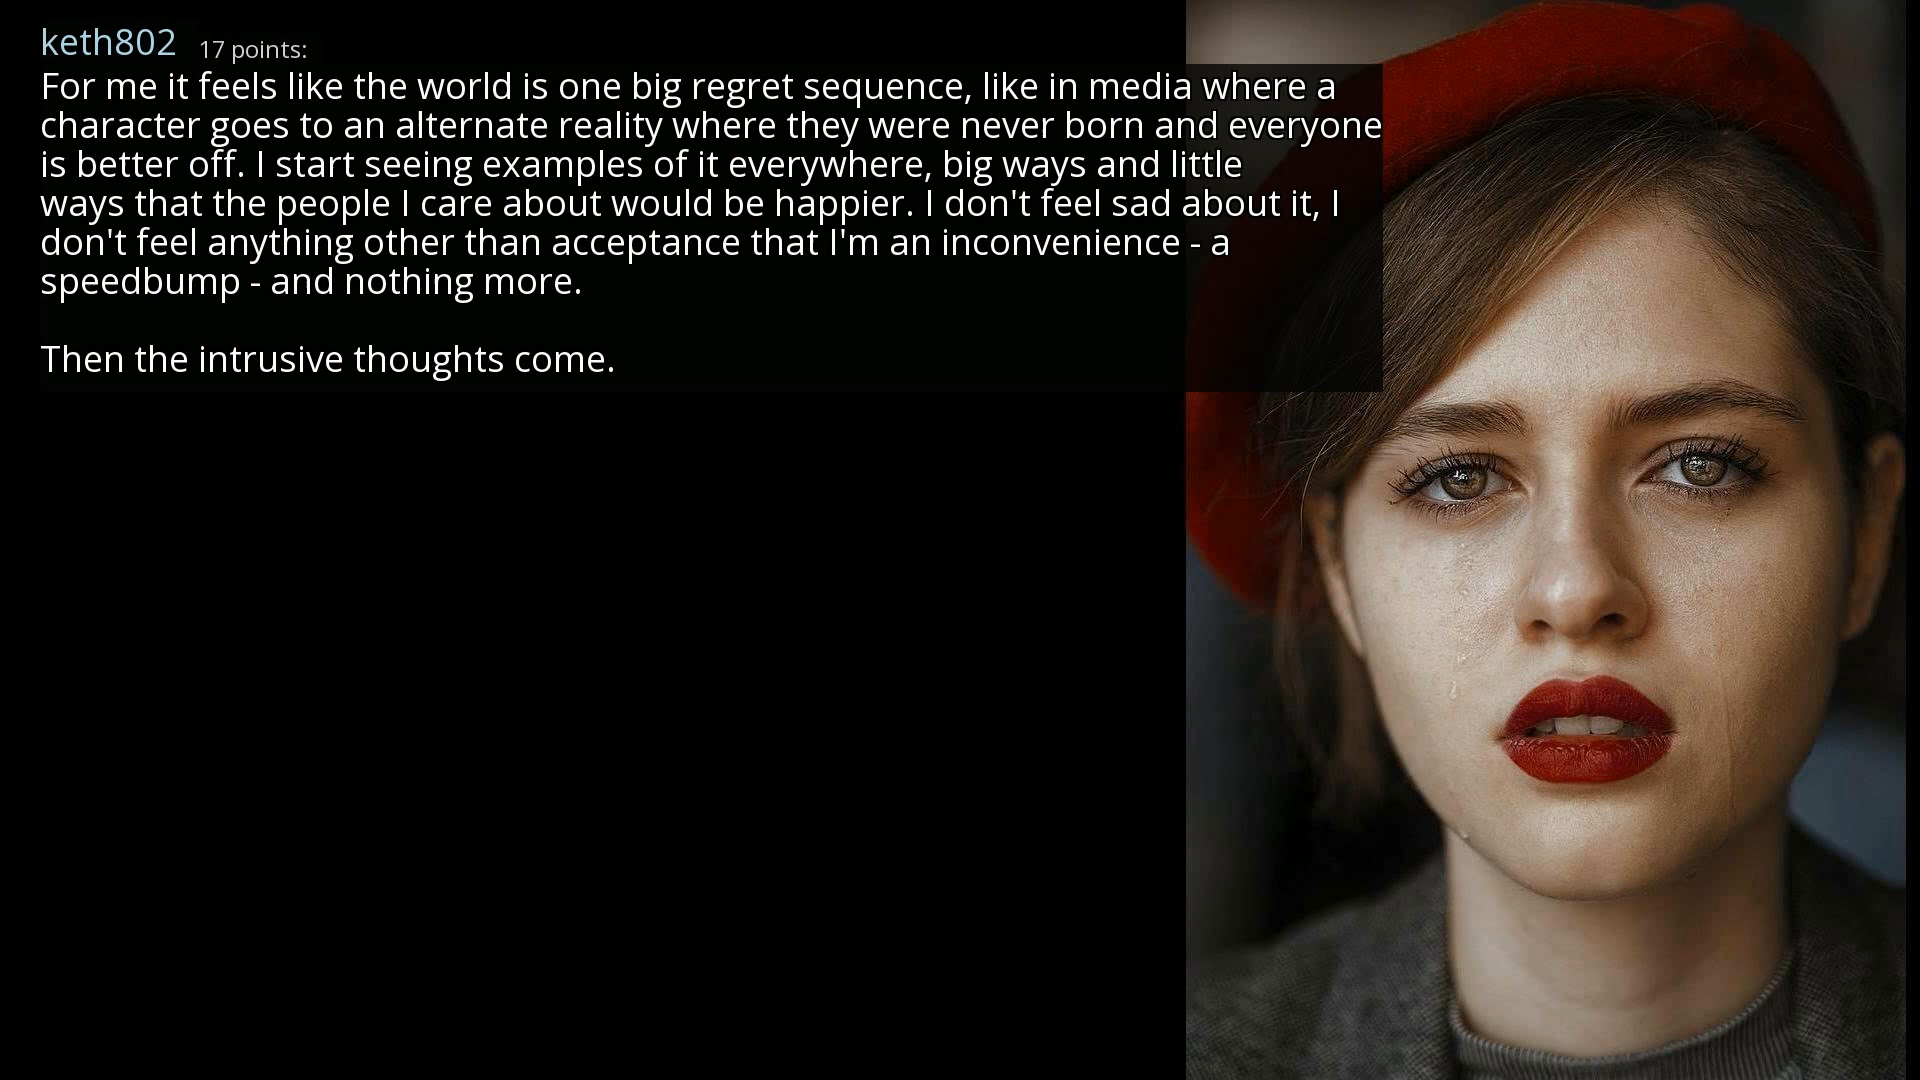 keth802 17 points:
For me it feels like the world is one big regret sequence, like in media where a
character goes to an alternate reality where they were never born and everyone
is better off. I start seeing examples of it everywhere, big ways and little
ways that the people I care about would be happier. I don't feel sad about it, I
don't feel anything other than acceptance that I'm an inconvenience - a
speedbump - and nothing more.
Then the intrusive thoughts come.